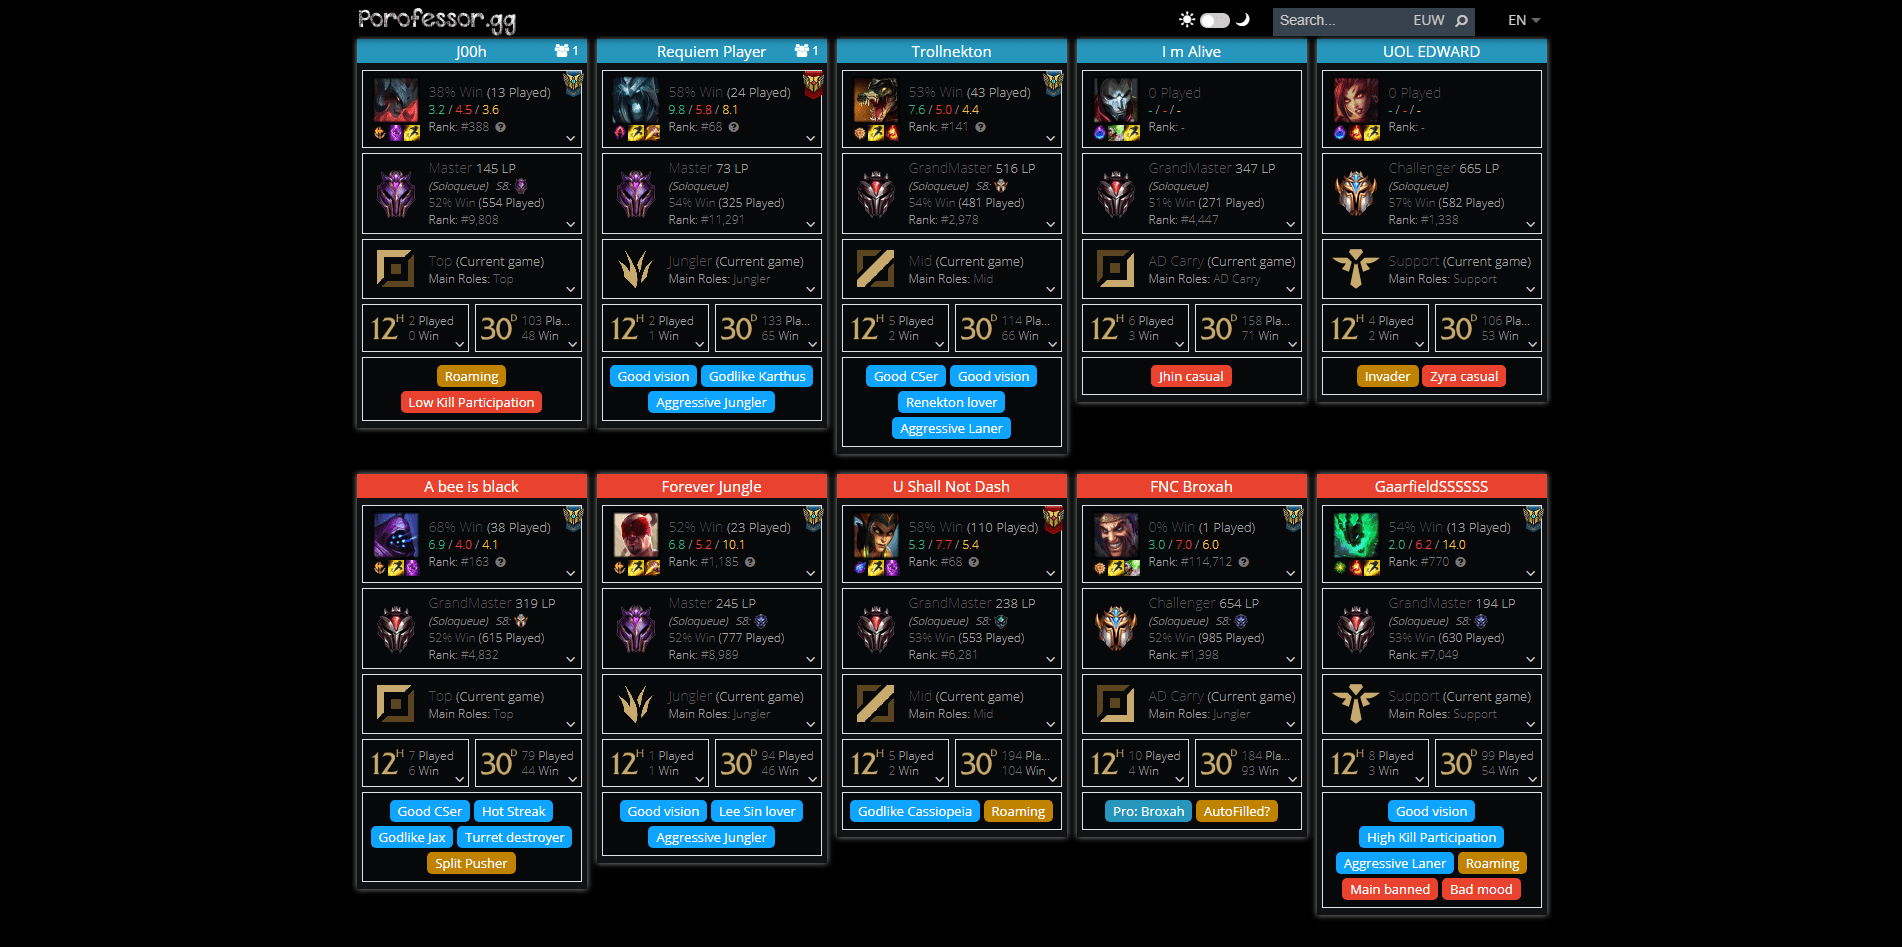 Porofessor.gg
Search... EUW
EN
J00h 1
38% Win (13 Played)
3.2 / 4.5 / 3.6
Rank: #388 ?
Master 145 LP
(Soloqueue) S8:
52% Win (554 Played)
Rank: #9,808
Top (Current game)
Main Roles: Top
12H 2 Played
0 Win
30D 103 Pla...
48 Win
Roaming
Low Kill Participation
Requiem Player 1
58% Win (24 Played)
9.8 / 5.8 / 8.1
Rank: #68 ?
Master 73 LP
(Soloqueue)
54% Win (325 Played)
Rank: #11,291
Jungler (Current game)
Main Roles: Jungler
12H 2 Played
1 Win
30D 133 Pla...
65 Win
Good vision Godlike Karthus
Aggressive Jungler
Trollnekton
53% Win (43 Played)
7.6 / 5.0 / 4.4
Rank: #141 ?
GrandMaster 516 LP
(Soloqueue) S8:
54% Win (481 Played)
Rank: #2,978
Mid (Current game)
Main Roles: Mid
12H 5 Played
2 Win
30D 114 Pla...
66 Win
Good CSer Good vision
Renekton lover
Aggressive Laner
I m Alive
0 Played
- / - / -
Rank: -
GrandMaster 347 LP
(Soloqueue)
51% Win (271 Played)
Rank: #4,447
AD Carry (Current game)
Main Roles: AD Carry
12H 6 Played
3 Win
30D 158 Pla...
71 Win
Jhin casual
UOL EDWARD
0 Played
- / - / -
Rank: -
Challenger 665 LP
(Soloqueue)
57% Win (582 Played)
Rank: #1,338
Support (Current game)
Main Roles: Support
12H 4 Played
2 Win
30D 106 Pla...
53 Win
Invader Zyra casual
A bee is black
68% Win (38 Played)
6.9 / 4.0 / 4.1
Rank: #163 ?
GrandMaster 319 LP
(Soloqueue) S8:
52% Win (615 Played)
Rank: #4,832
Top (Current game)
Main Roles: Top
12H 7 Played
6 Win
30D 79 Played
44 Win
Good CSer Hot Streak
Godlike Jax Turret destroyer
Split Pusher
Forever Jungle
52% Win (23 Played)
6.8 / 5.2 / 10.1
Rank: #1,185 ?
Master 245 LP
(Soloqueue) S8:
52% Win (777 Played)
Rank: #8,989
Jungler (Current game)
Main Roles: Jungler
12H 1 Played
1 Win
30D 94 Played
46 Win
Good vision Lee Sin lover
Aggressive Jungler
U Shall Not Dash
58% Win (110 Played)
5.3 / 7.7 / 5.4
Rank: #68 ?
GrandMaster 238 LP
(Soloqueue) S8:
53% Win (553 Played)
Rank: #6,281
Mid (Current game)
Main Roles: Mid
12H 5 Played
2 Win
30D 194 Pla...
104 Win
Godlike Cassiopeia Roaming
FNC Broxah
0% Win (1 Played)
3.0 / 7.0 / 6.0
Rank: #114,712 ?
Challenger 654 LP
(Soloqueue) S8:
52% Win (985 Played)
Rank: #1,398
AD Carry (Current game)
Main Roles: Jungler
12H 10 Played
4 Win
30D 184 Pla...
93 Win
Pro: Broxah AutoFilled?
GaarfieldSSSSSS
54% Win (13 Played)
2.0 / 6.2 / 14.0
Rank: #770 ?
GrandMaster 194 LP
(Soloqueue) S8:
53% Win (630 Played)
Rank: #7,049
Support (Current game)
Main Roles: Support
12H 8 Played
3 Win
30D 99 Played
54 Win
Good vision
High Kill Participation
Aggressive Laner Roaming
Main banned Bad mood